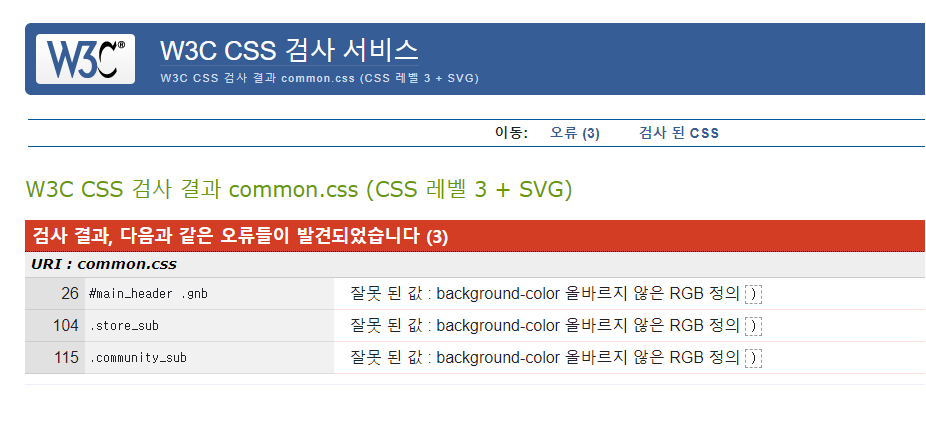 W3C®
W3C CSS 검사 서비스
W3C CSS 검사 결과 common.css (CSS 레벨 3 + SVG)
이동: 오류 (3) 검사 된 CSS
W3C CSS 검사 결과 common.css (CSS 레벨 3 + SVG)
검사 결과, 다음과 같은 오류들이 발견되었습니다 (3)
URI : common.css
26 #main_header .gnb 잘못 된 값 : background-color 올바르지 않은 RGB 정의 )
104 .store_sub 잘못 된 값 : background-color 올바르지 않은 RGB 정의 )
115 .community_sub 잘못 된 값 : background-color 올바르지 않은 RGB 정의 )